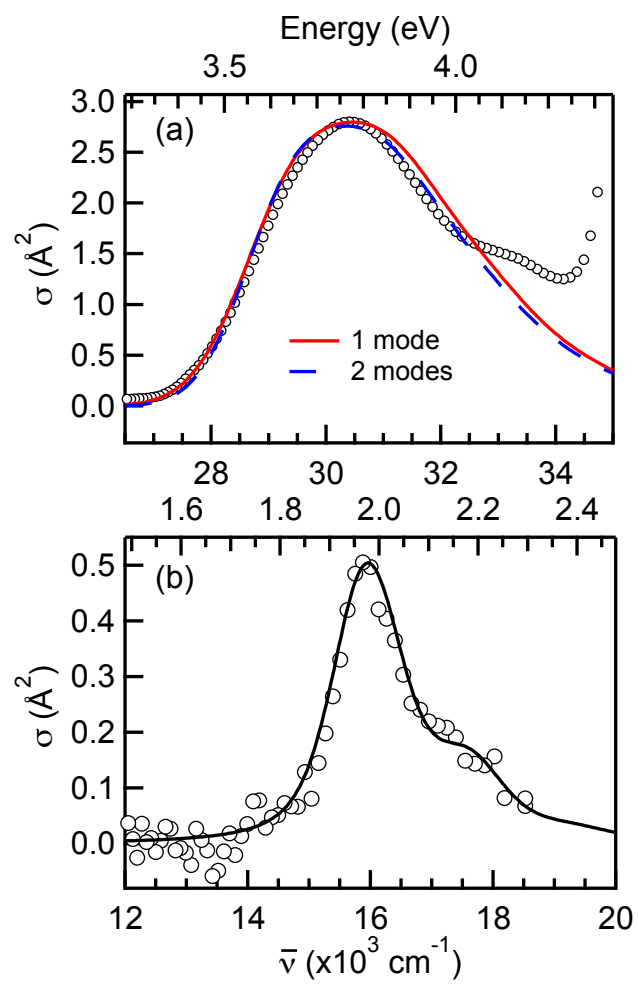 Energy (eV)
3.5 4.0
3.0
(a)
2.5
2.0
1.5
1.0
0.5
0.0
σ (Å²)
1 mode
2 modes
28 30 32 34
1.6 1.8 2.0 2.2 2.4
0.5
(b)
0.4
0.3
0.2
0.1
0.0
σ (Å²)
12 14 16 18 20
ν̄ (x10³ cm⁻¹)